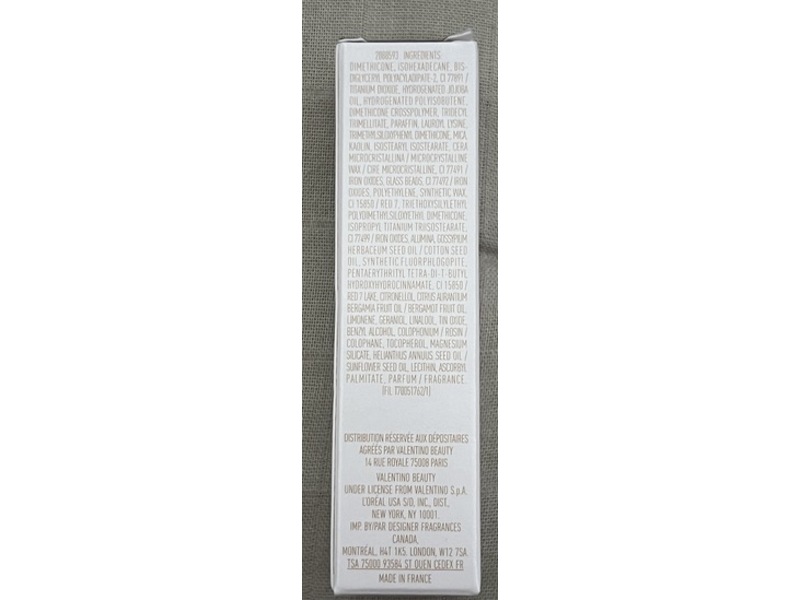 2060593 INGREDIENTS:
DIMETHICONE, ISOHEXADECANE, BIS-
DIGLYCERYL POLYACYLADIPATE-2, CI 77891 /
TITANIUM DIOXIDE, HYDROGENATED JOJOBA
OIL, HYDROGENATED POLYISOBUTENE,
DIMETHICONE CROSSPOLYMER, TRIDECYL
TRIMELLITATE, PARAFFIN, LAUROYL LYSINE,
TRIMETHYLSILOXYPHENYL DIMETHICONE, MICA,
KAOLIN, ISOSTEARYL ISOSTEARATE, CERA
MICROCRISTALLINA / MICROCRYSTALLINE
WAX / CIRE MICROCRISTALLINE, CI 77491 /
IRON OXIDES, GLASS BEADS, CI 77492 / IRON
OXIDES, POLYETHYLENE, SYNTHETIC WAX,
CI 15850 / RED 7, TRIETHOXYSILYLETHYL
POLYDIMETHYLSILOXYETHYL DIMETHICONE,
ISOPROPYL TITANIUM TRIISOSTEARATE,
CI 77499 / IRON OXIDES, ALUMINA, GOSSYPIUM
HERBACEUM SEED OIL / COTTON SEED
OIL, SYNTHETIC FLUORPHLOGOPITE,
PENTAERYTHRITYL TETRA-DI-T-BUTYL
HYDROXYHYDROCINNAMATE, CI 15850 /
RED 7 LAKE, CITRONELLOL, CITRUS AURANTIUM
BERGAMIA FRUIT OIL / BERGAMOT FRUIT OIL,
LIMONENE, GERANIOL, LINALOOL, TIN OXIDE,
BENZYL ALCOHOL, COLOPHONIUM / ROSIN /
COLOPHANE, TOCOPHEROL, MAGNESIUM
SILICATE, HELIANTHUS ANNUUS SEED OIL /
SUNFLOWER SEED OIL, LECITHIN, ASCORBYL
PALMITATE, PARFUM / FRAGRANCE.
(F.I.L. T70051762/1)
DISTRIBUTION RÉSERVÉE AUX DÉPOSITAIRES
AGRÉÉS PAR VALENTINO BEAUTY
14 RUE ROYALE 75008 PARIS
VALENTINO BEAUTY
UNDER LICENSE FROM VALENTINO S.p.A.
L'ORÉAL USA S/D, INC., DIST.,
NEW YORK, NY 10001.
IMP. BY/PAR DESIGNER FRAGRANCES
CANADA,
MONTRÉAL, H4T 1K5. LONDON, W12 7SA.
TSA 75000 93584 ST OUEN CEDEX FR
MADE IN FRANCE